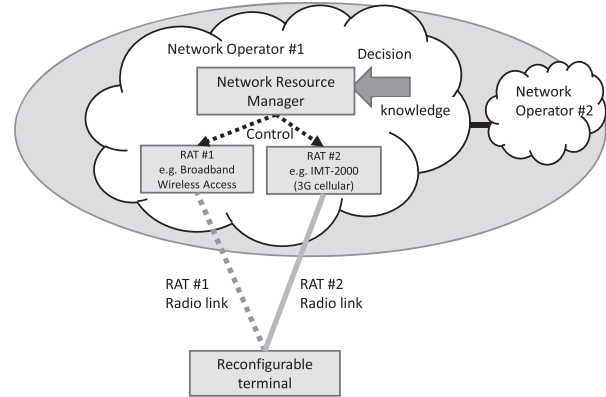 Network Operator #1
Decision
Network Resource
Manager
knowledge
Network
Operator #2
Control
RAT #1
e.g. Broadband
Wireless Access
RAT #2
e.g. IMT-2000
(3G cellular)
RAT #1
Radio link
RAT #2
Radio link
Reconfigurable
terminal